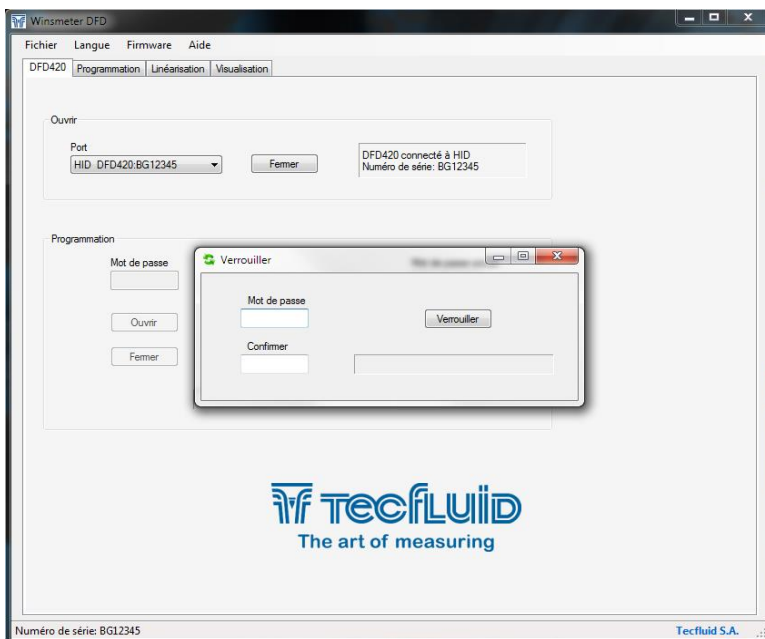 Winsmeter DFD
Fichier Langue Firmware Aide
DFD420 Programmation Linéarisation Visualisation
Ouvrir
Port
HID DFD420:BG12345
Fermer
DFD420 connecté à HID
Numéro de série: BG12345
Programmation
Mot de passe
Ouvrir
Fermer
Verrouiller
Mot de passe
Verrouiller
Confirmer
TECFLUID
The art of measuring
Numéro de série: BG12345
Tecfluid S.A.